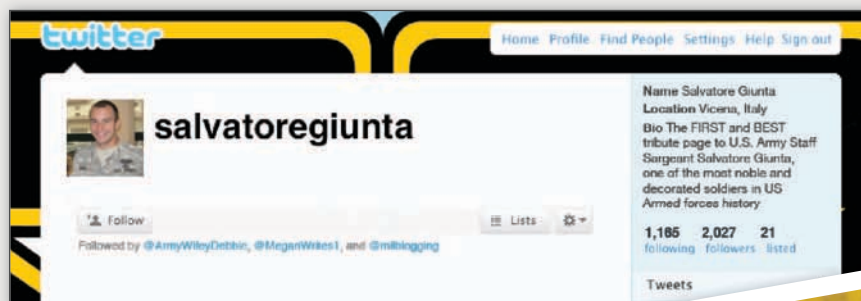 twitter
Home Profile Find People Settings Help Sign out
salvatoregiunta
Follow
Lists
Followed by @ArmyWifeyDebbie, @MeganWrites1, and @milblogging
Name Salvatore Giunta
Location Vicena, Italy
Bio The FIRST and BEST
tribute page to U.S. Army Staff
Sargeant Salvatore Giunta,
one of the most noble and
decorated soldiers in US
Armed forces history
1,165 2,027 21
following followers listed
Tweets